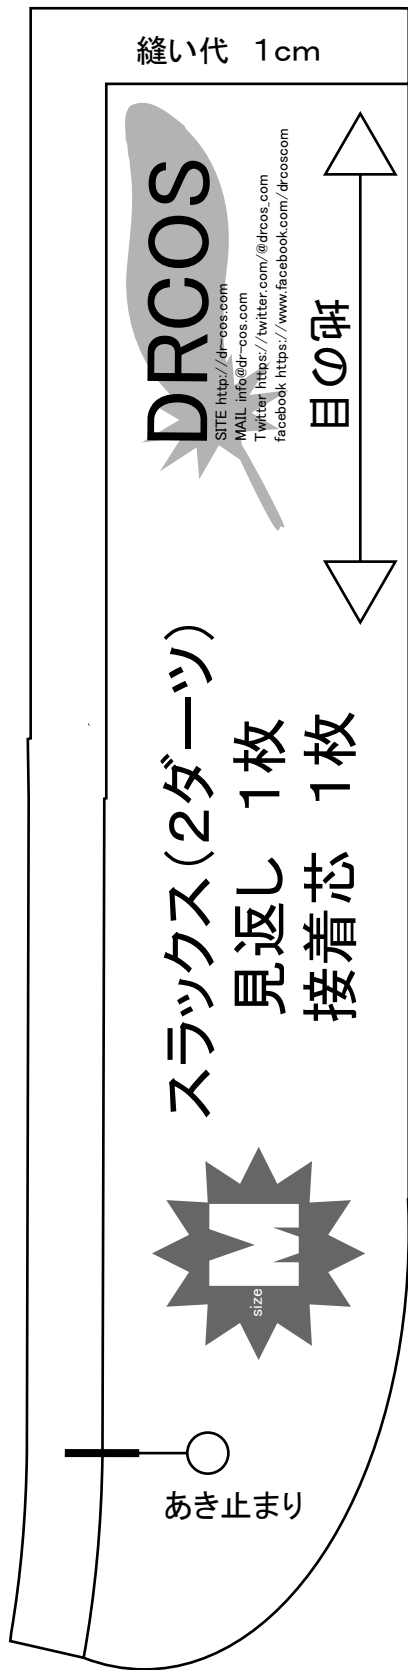 縫い代 1cm
DRCOS
SITE http://dr-cos.com
MAIL info@dr-cos.com
Twitter https://twitter.com/@drcos_com
facebook https://www.facebook.com/drcoscom
地の目
スラックス(2ダーツ)
見返し 1枚
接着芯 1枚
M
size
あき止まり